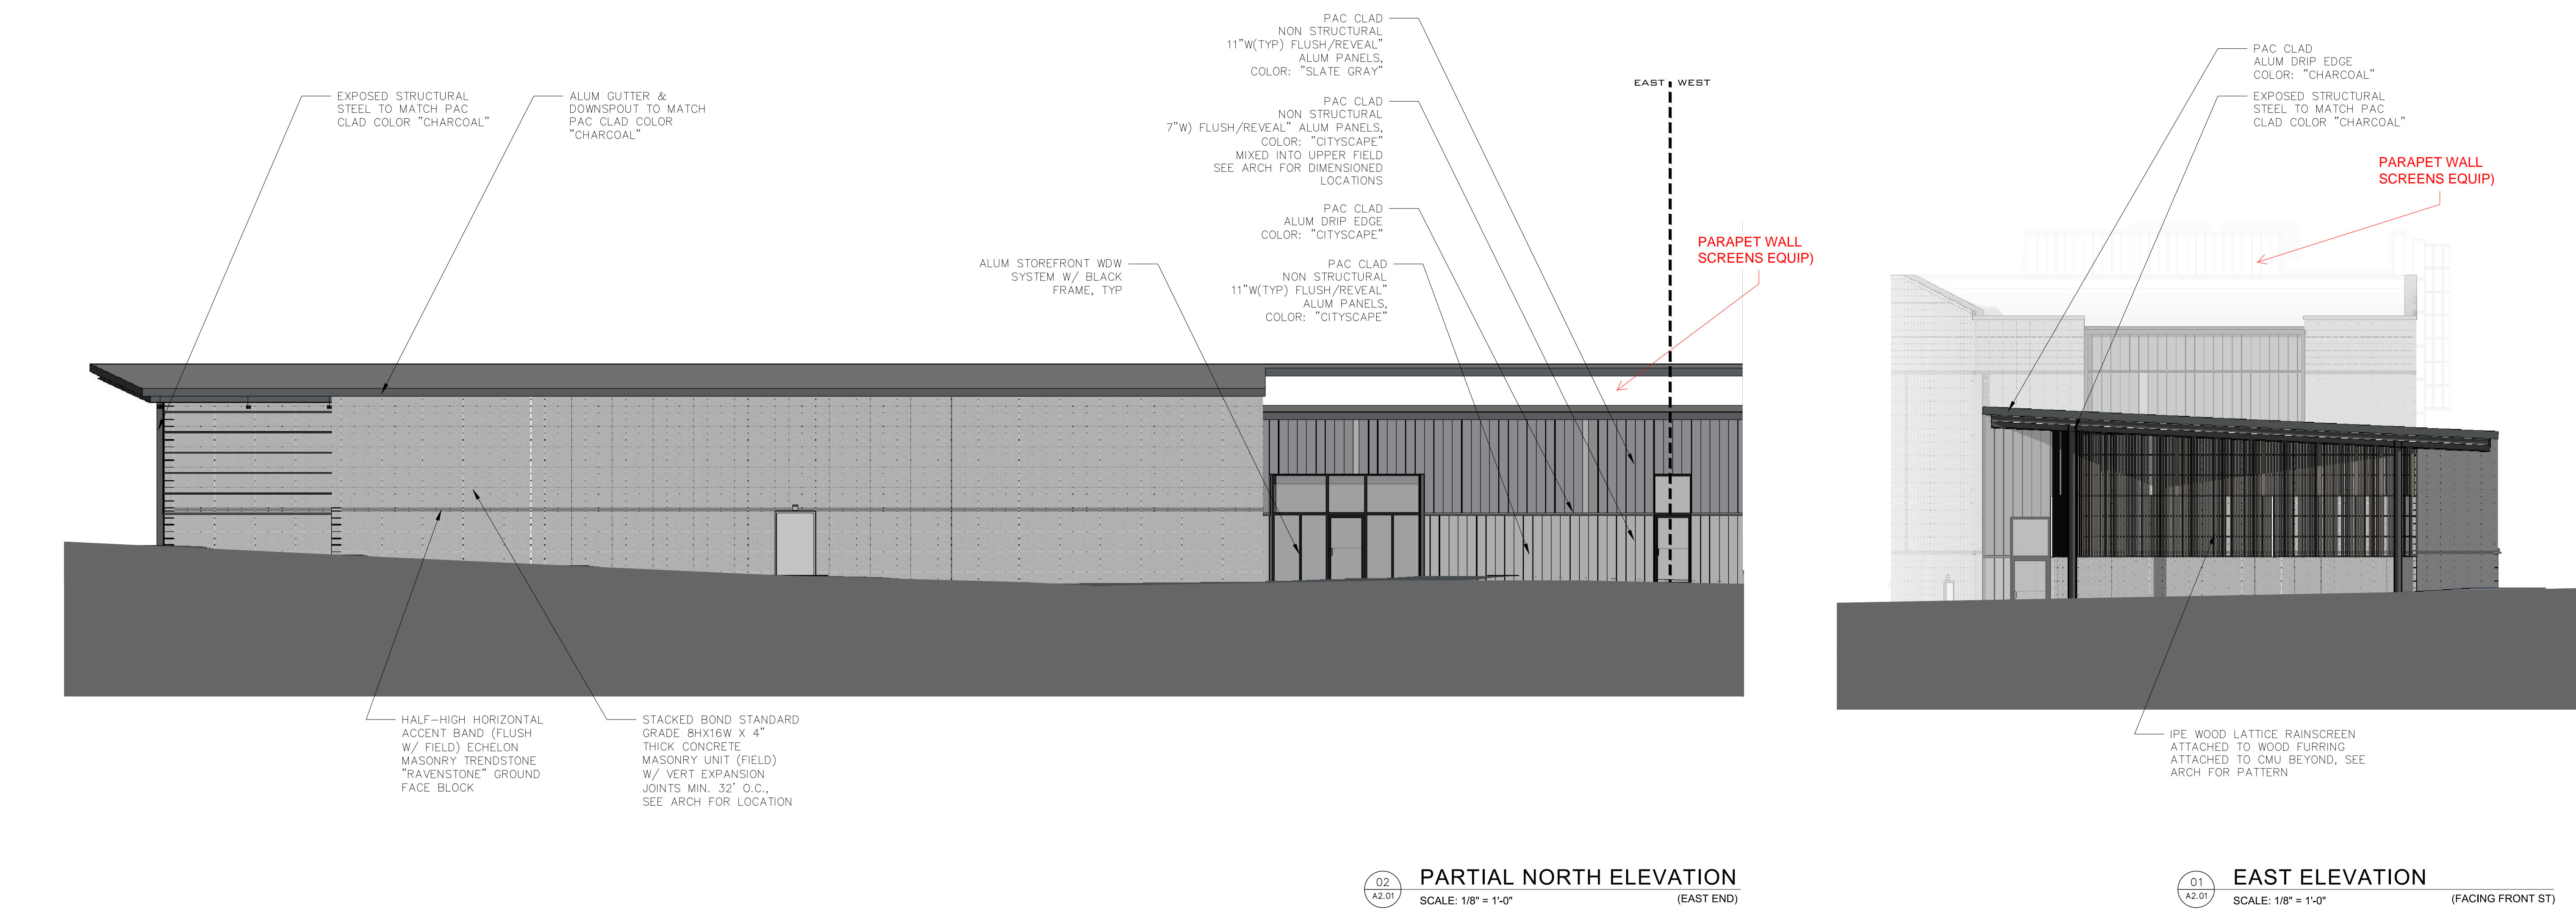 PAC CLAD
NON STRUCTURAL
11"W(TYP) FLUSH/REVEAL"
ALUM PANELS,
COLOR: "SLATE GRAY"
EXPOSED STRUCTURAL
STEEL TO MATCH PAC
CLAD COLOR "CHARCOAL"
ALUM GUTTER &
DOWNSPOUT TO MATCH
PAC CLAD COLOR
"CHARCOAL"
PAC CLAD
NON STRUCTURAL
7"W) FLUSH/REVEAL" ALUM PANELS,
COLOR: "CITYSCAPE"
MIXED INTO UPPER FIELD
SEE ARCH FOR DIMENSIONED
LOCATIONS
EAST WEST
PAC CLAD
ALUM DRIP EDGE
COLOR: "CITYSCAPE"
PARAPET WALL
SCREENS EQUIP)
ALUM STOREFRONT WDW
SYSTEM W/ BLACK
FRAME, TYP
PAC CLAD
NON STRUCTURAL
11"W(TYP) FLUSH/REVEAL"
ALUM PANELS,
COLOR: "CITYSCAPE"
HALF-HIGH HORIZONTAL
ACCENT BAND (FLUSH
W/ FIELD) ECHELON
MASONRY TRENDSTONE
"RAVENSTONE" GROUND
FACE BLOCK
STACKED BOND STANDARD
GRADE 8HX16W X 4"
THICK CONCRETE
MASONRY UNIT (FIELD)
W/ VERT EXPANSION
JOINTS MIN. 32' O.C.,
SEE ARCH FOR LOCATION
02
A2.01
PARTIAL NORTH ELEVATION
SCALE: 1/8" = 1'-0"
(EAST END)
PAC CLAD
ALUM DRIP EDGE
COLOR: "CHARCOAL"
EXPOSED STRUCTURAL
STEEL TO MATCH PAC
CLAD COLOR "CHARCOAL"
PARAPET WALL
SCREENS EQUIP)
IPE WOOD LATTICE RAINSCREEN
ATTACHED TO WOOD FURRING
ATTACHED TO CMU BEYOND, SEE
ARCH FOR PATTERN
01
A2.01
EAST ELEVATION
SCALE: 1/8" = 1'-0"
(FACING FRONT ST)